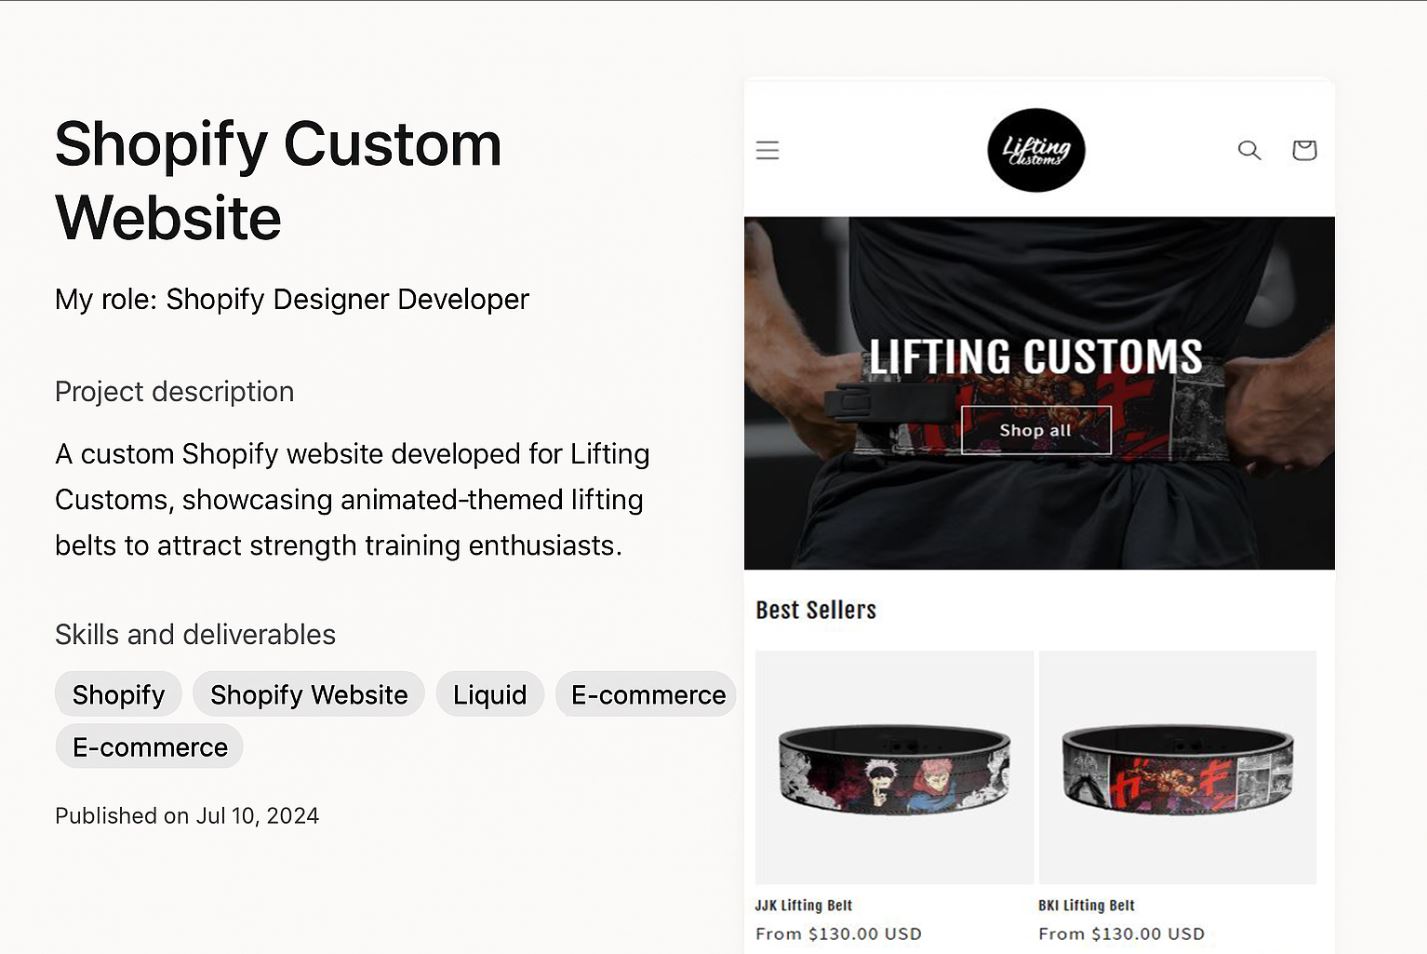 Shopify Custom
Website
My role: Shopify Designer Developer
Project description
A custom Shopify website developed for Lifting
Customs, showcasing animated-themed lifting
belts to attract strength training enthusiasts.
Skills and deliverables
Shopify Shopify Website Liquid E-commerce
E-commerce
Published on Jul 10, 2024
Lifting
Customs
LIFTING CUSTOMS
Shop all
Best Sellers
JJK Lifting Belt
From $130.00 USD
BKI Lifting Belt
From $130.00 USD